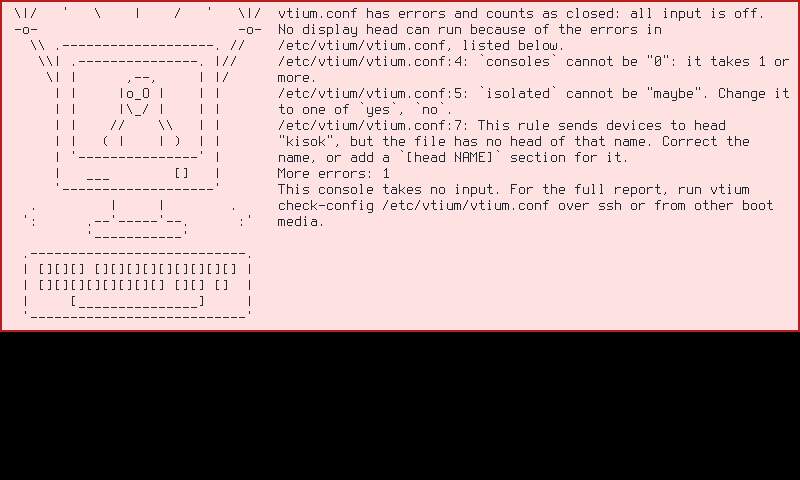 vtium.conf has errors and counts as closed: all input is off.
No display head can run because of the errors in
/etc/vtium/vtium.conf, listed below.
/etc/vtium/vtium.conf:4: `consoles` cannot be "0": it takes 1 or
more.
/etc/vtium/vtium.conf:5: `isolated` cannot be "maybe". Change it
to one of `yes`, `no`.
/etc/vtium/vtium.conf:7: This rule sends devices to head
"kisok", but the file has no head of that name. Correct the
name, or add a `[head NAME]` section for it.
More errors: 1
This console takes no input. For the full report, run vtium
check-config /etc/vtium/vtium.conf over ssh or from other boot
media.